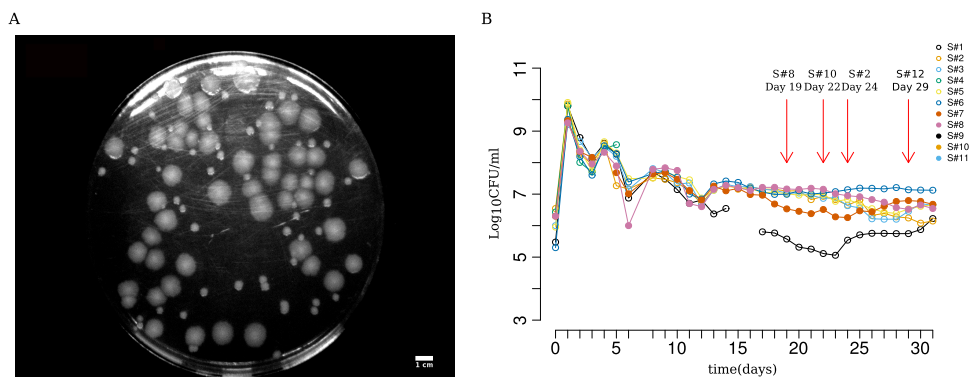 A
B
1 cm
S#8
Day 19
S#10
Day 22
S#2
Day 24
S#12
Day 29
S#1
S#2
S#3
S#4
S#5
S#6
S#7
S#8
S#9
S#10
S#11
Log10CFU/ml
11
9
7
5
3
0 5 10 15 20 25 30
time(days)